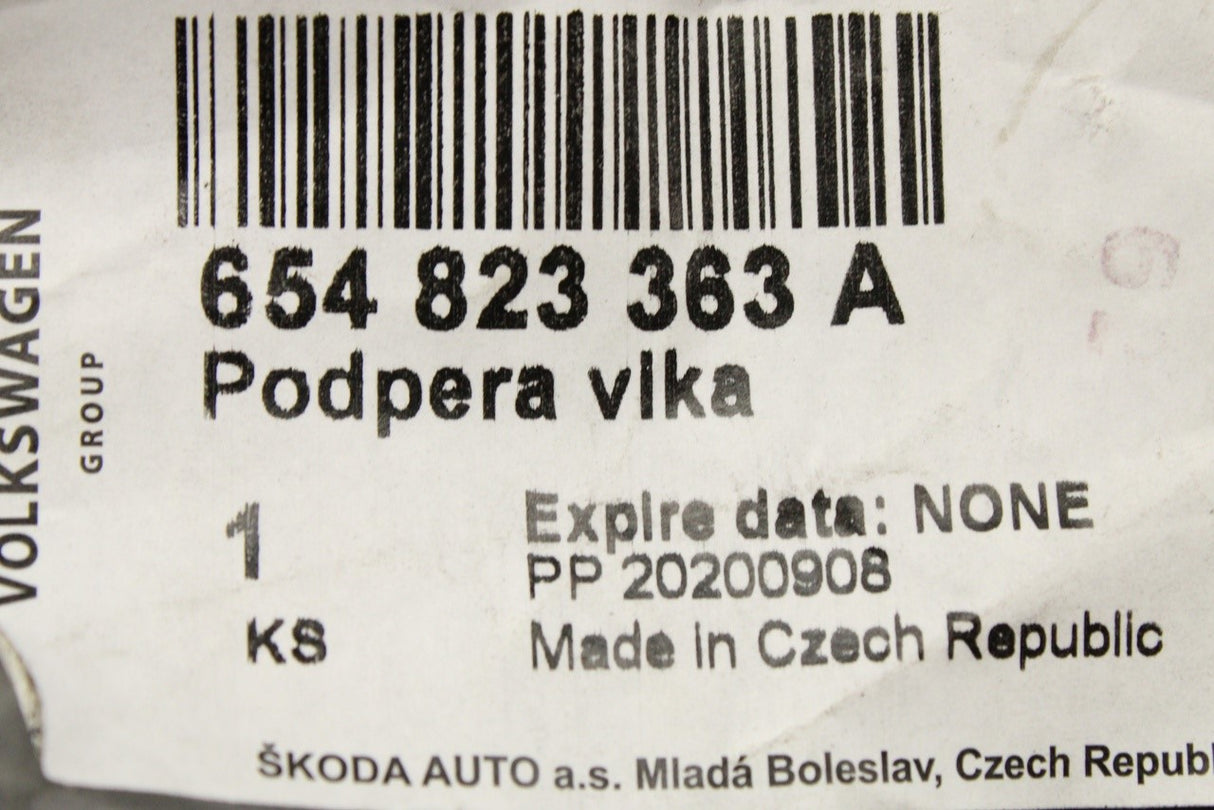 VOLKSWAGEN
GROUP
654 823 363 A
Podpera vlka
1
Expire data: NONE
PP 20200908
KS
Made in Czech Republic
ŠKODA AUTO a.s. Mladá Boleslav, Czech Republ